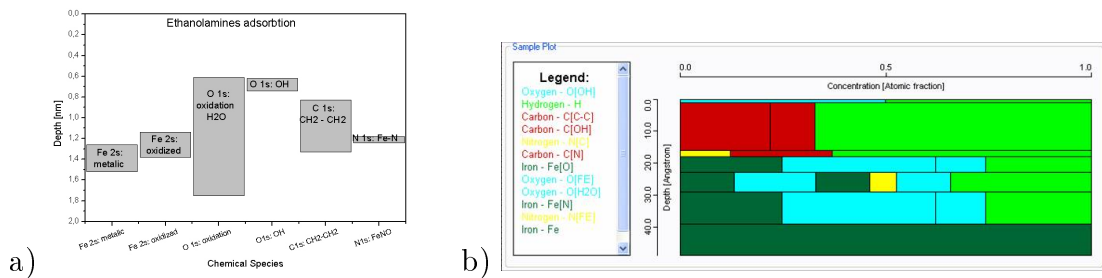 Ethanolamines adsorbtion
0,0
0,2
0,4
0,6
0,8
1,0
1,2
1,4
1,6
1,8
2,0
Depth [nm]
Fe 2s:
metalic
Fe 2s:
oxidized
O 1s:
oxidation
H2O
O 1s: OH
C 1s:
CH2 - CH2
N 1s: Fe-N
Fe 2s: metalic
Fe 2s: oxidized
O 1s: oxidation
O1s: OH
C1s: CH2-CH2
N1s: FeNO
Chemical Species
a)
Sample Plot
Legend:
Oxygen - O[OH]
Hydrogen - H
Carbon - C[C-C]
Carbon - C[OH]
Nitrogen - N[C]
Carbon - C[N]
Iron - Fe[O]
Oxygen - O[FE]
Oxygen - O[H2O]
Iron - Fe[N]
Nitrogen - N[FE]
Iron - Fe
0.0
0.5
1.0
Concentration [Atomic fraction]
0.0
10.0
20.0
30.0
40.0
Depth [Angstrom]
b)